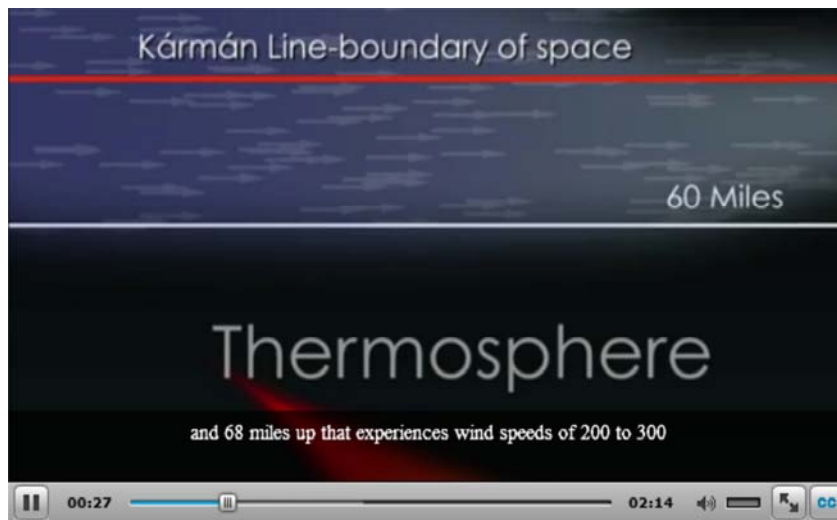 Kármán Line-boundary of space
60 Miles
Thermosphere
and 68 miles up that experiences wind speeds of 200 to 300
00:27 02:14 CC